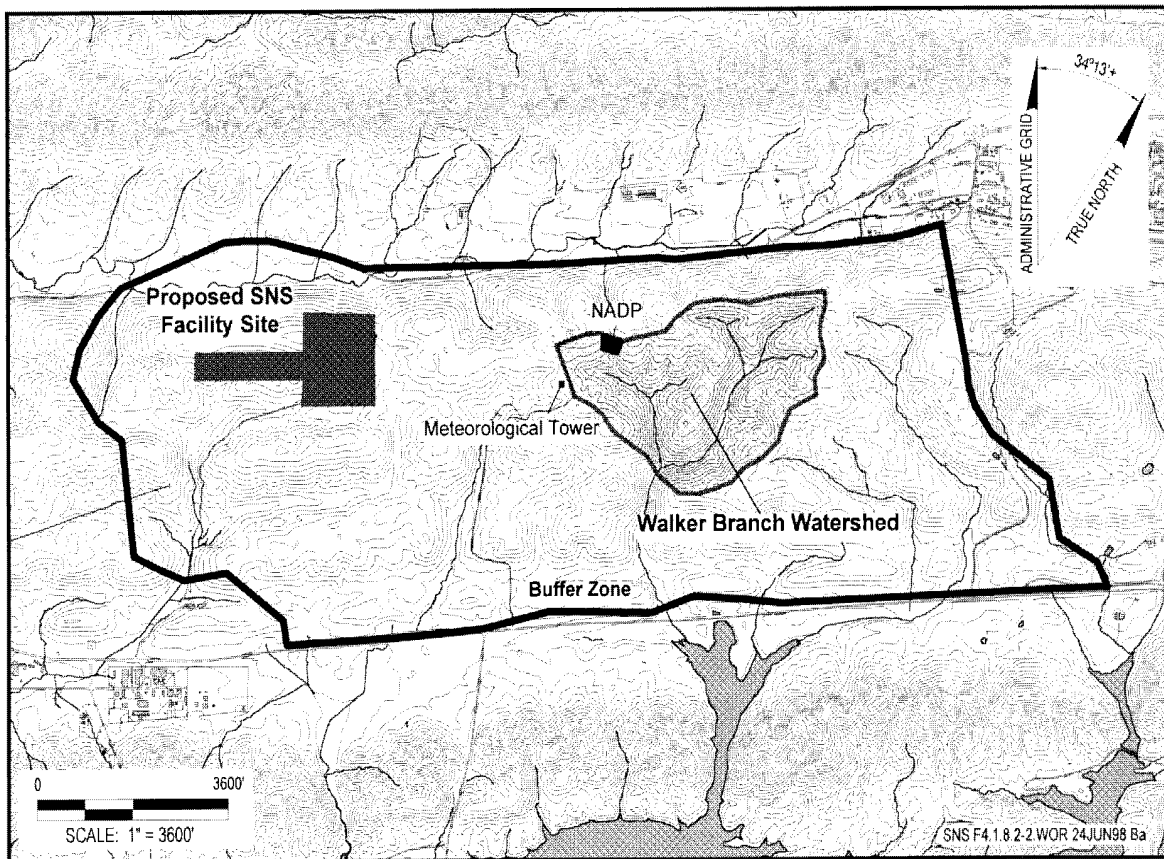 34°13'+
ADMINISTRATIVE GRID
TRUE NORTH
Proposed SNS
Facility Site
NADP
Meteorological Tower
Walker Branch Watershed
Buffer Zone
0 3600'
SCALE: 1" = 3600'
SNS F4.1.8.2-2.WOR 24JUN98 Ba